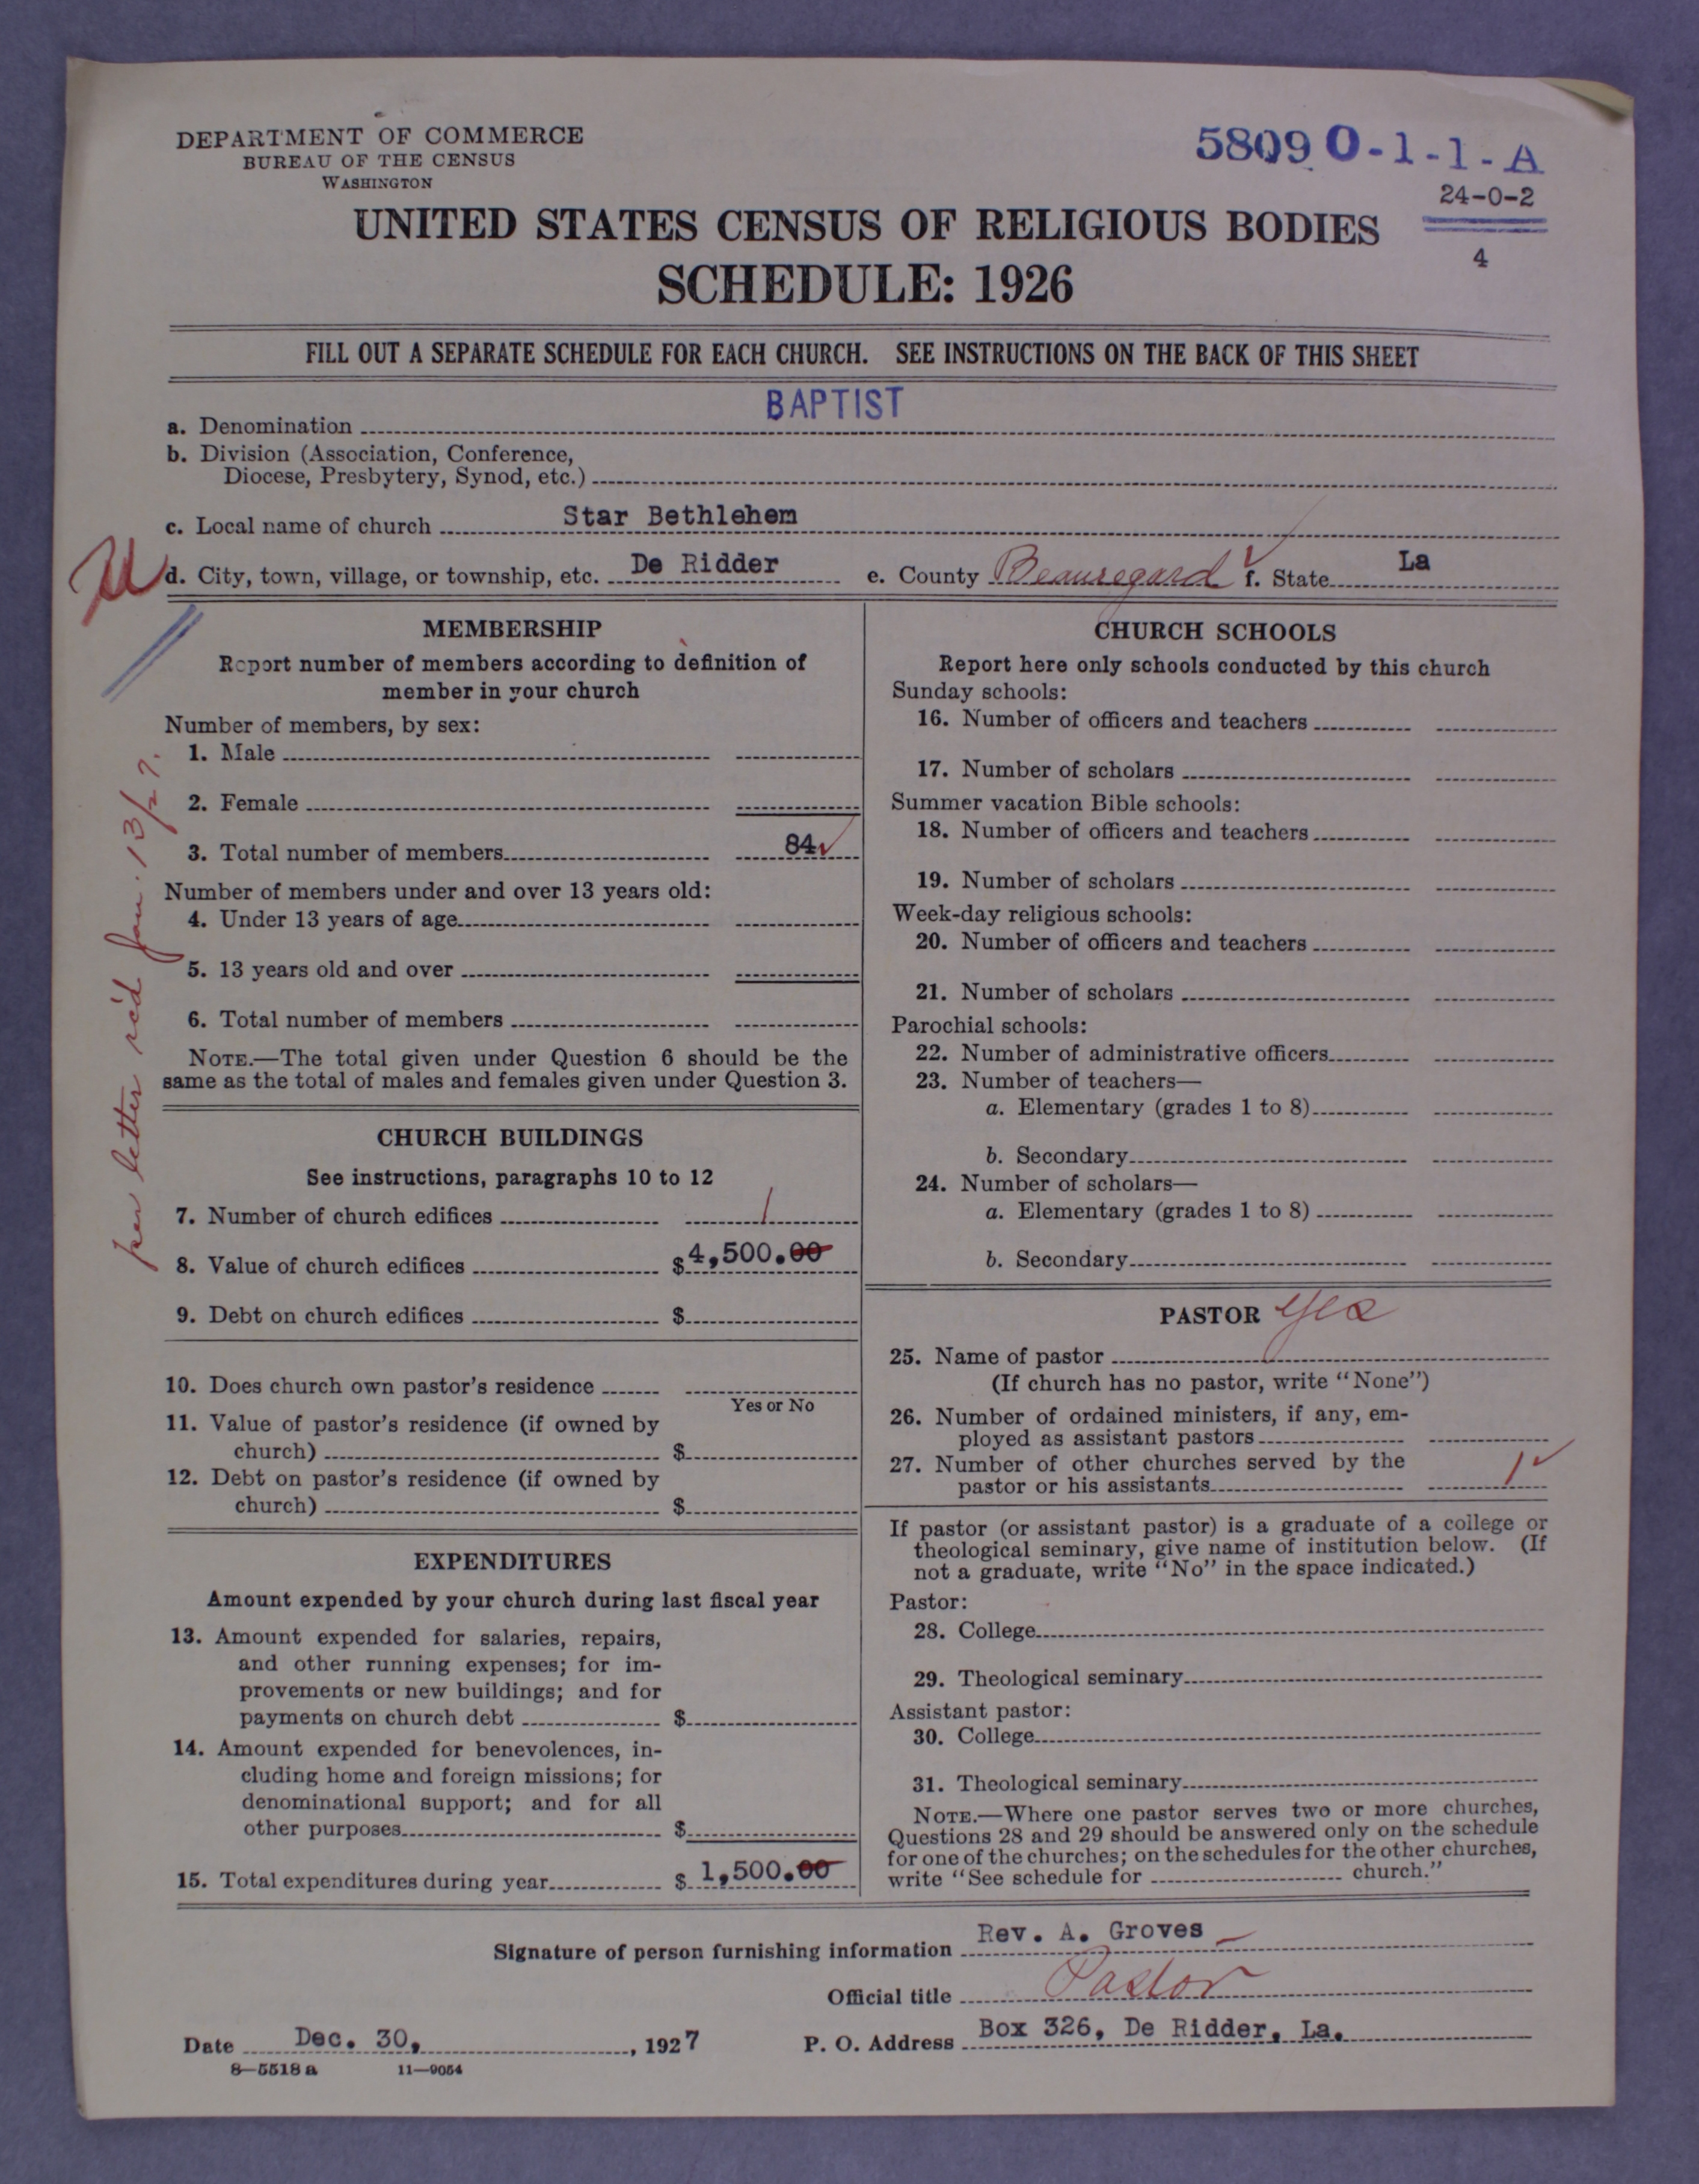 DEPARTMENT OF COMMERCE
BUREAU OF THE CENSUS
WASHINGTON
5809 0-1-1-A
24-0-2
4
UNITED STATES CENSUS OF RELIGIOUS BODIES
SCHEDULE: 1926
FILL OUT A SEPARATE SCHEDULE FOR EACH CHURCH. SEE INSTRUCTIONS ON THE BACK OF THIS SHEET
a. Denomination BAPTIST
b. Division (Association, Conference,
Diocese, Presbytery, Synod, etc.)
c. Local name of church Star Bethlehem
d. City, town, village, or township, etc. De Ridder e. County Beauregard f. State La
per letter rc'd Jan. 13/27.
MEMBERSHIP
Report number of members according to definition of
member in your church
Number of members, by sex:
1. Male
2. Female
3. Total number of members 84
Number of members under and over 13 years old:
4. Under 13 years of age
5. 13 years old and over
6. Total number of members
NOTE.—The total given under Question 6 should be the
same as the total of males and females given under Question 3.
CHURCH BUILDINGS
See instructions, paragraphs 10 to 12
7. Number of church edifices 1
8. Value of church edifices $4,500.00
9. Debt on church edifices $
10. Does church own pastor's residence
Yes or No
11. Value of pastor's residence (if owned by
church) $
12. Debt on pastor's residence (if owned by
church) $
EXPENDITURES
Amount expended by your church during last fiscal year
13. Amount expended for salaries, repairs,
and other running expenses; for im-
provements or new buildings; and for
payments on church debt $
14. Amount expended for benevolences, in-
cluding home and foreign missions; for
denominational support; and for all
other purposes $
15. Total expenditures during year $ 1,500.00
CHURCH SCHOOLS
Report here only schools conducted by this church
Sunday schools:
16. Number of officers and teachers
17. Number of scholars
Summer vacation Bible schools:
18. Number of officers and teachers
19. Number of scholars
Week-day religious schools:
20. Number of officers and teachers
21. Number of scholars
Parochial schools:
22. Number of administrative officers
23. Number of teachers—
a. Elementary (grades 1 to 8)
b. Secondary
24. Number of scholars—
a. Elementary (grades 1 to 8)
b. Secondary
PASTOR Yes
25. Name of pastor
(If church has no pastor, write "None")
26. Number of ordained ministers, if any, em-
ployed as assistant pastors
27. Number of other churches served by the
pastor or his assistants 1
If pastor (or assistant pastor) is a graduate of a college or
theological seminary, give name of institution below. (If
not a graduate, write "No" in the space indicated.)
Pastor:
28. College
29. Theological seminary
Assistant pastor:
30. College
31. Theological seminary
NOTE.—Where one pastor serves two or more churches,
Questions 28 and 29 should be answered only on the schedule
for one of the churches; on the schedules for the other churches,
write "See schedule for church."
Signature of person furnishing information Rev. A. Groves
Official title Pastor
Date Dec. 30, , 1927 P. O. Address Box 326, De Ridder, La.
8—5518 a 11—9054